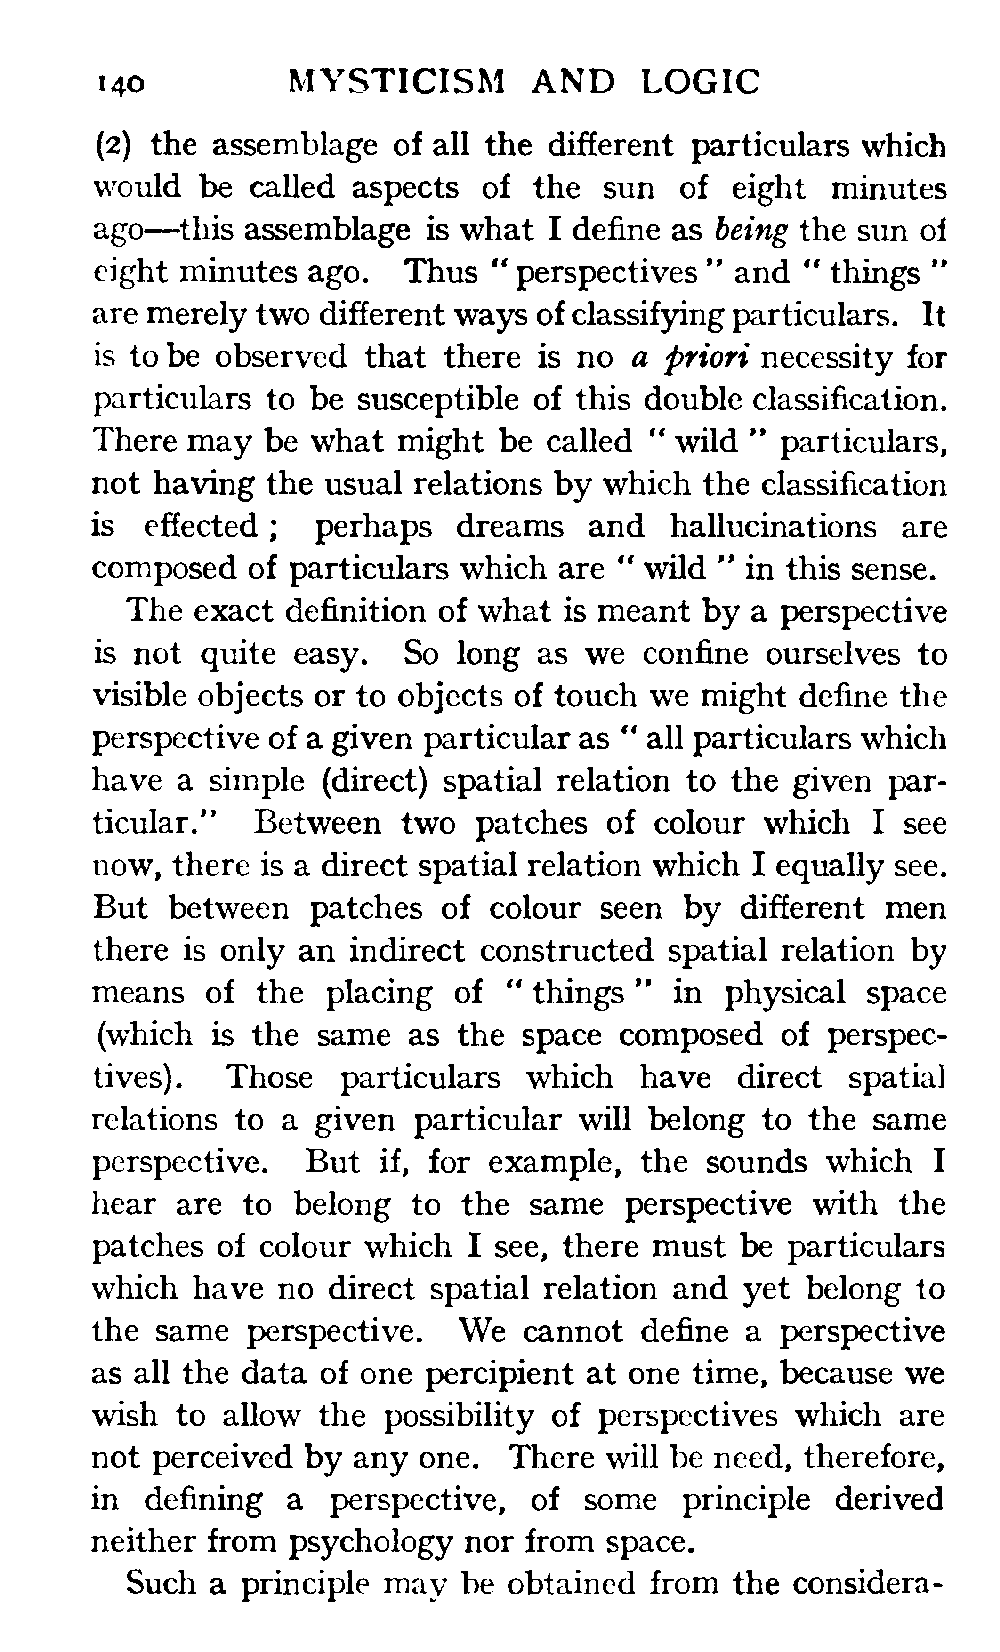 140 MYSTICISM AND LOGIC
(2) the assemblage of all the different particulars which
would be called aspects of the sun of eight minutes
ago—this assemblage is what I define as being the sun of
eight minutes ago. Thus “ perspectives ” and “ things ”
are merely two different ways of classifying particulars. It
is to be observed that there is no a priori necessity for
particulars to be susceptible of this double classification.
There may be what might be called “ wild ” particulars,
not having the usual relations by which the classification
is effected ; perhaps dreams and hallucinations are
composed of particulars which are “ wild ” in this sense.
The exact definition of what is meant by a perspective
is not quite easy. So long as we confine ourselves to
visible objects or to objects of touch we might define the
perspective of a given particular as “ all particulars which
have a simple (direct) spatial relation to the given par-
ticular.” Between two patches of colour which I see
now, there is a direct spatial relation which I equally see.
But between patches of colour seen by different men
there is only an indirect constructed spatial relation by
means of the placing of “ things ” in physical space
(which is the same as the space composed of perspec-
tives). Those particulars which have direct spatial
relations to a given particular will belong to the same
perspective. But if, for example, the sounds which I
hear are to belong to the same perspective with the
patches of colour which I see, there must be particulars
which have no direct spatial relation and yet belong to
the same perspective. We cannot define a perspective
as all the data of one percipient at one time, because we
wish to allow the possibility of perspectives which are
not perceived by any one. There will be need, therefore,
in defining a perspective, of some principle derived
neither from psychology nor from space.
Such a principle may be obtained from the considera-